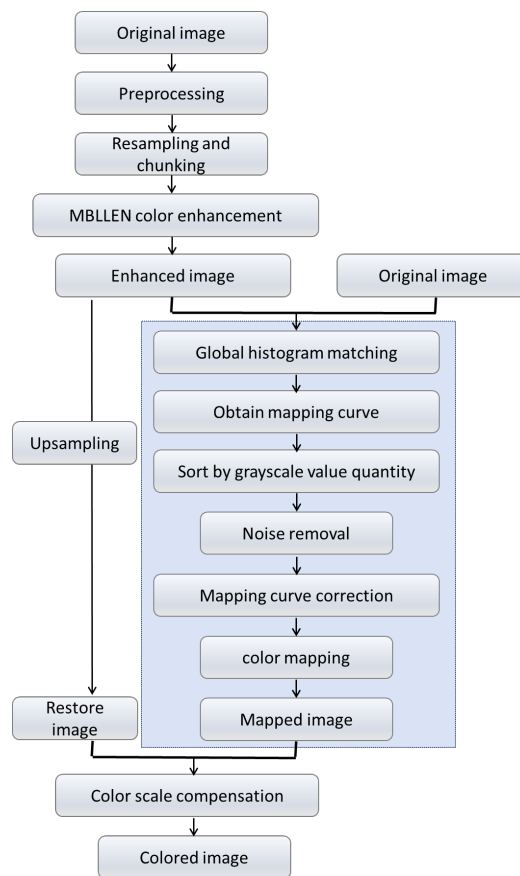 Original image
Preprocessing
Resampling and
chunking
MBLLEN color enhancement
Enhanced image
Original image
Global histogram matching
Obtain mapping curve
Upsampling
Sort by grayscale value quantity
Noise removal
Mapping curve correction
color mapping
Restore
image
Mapped image
Color scale compensation
Colored image